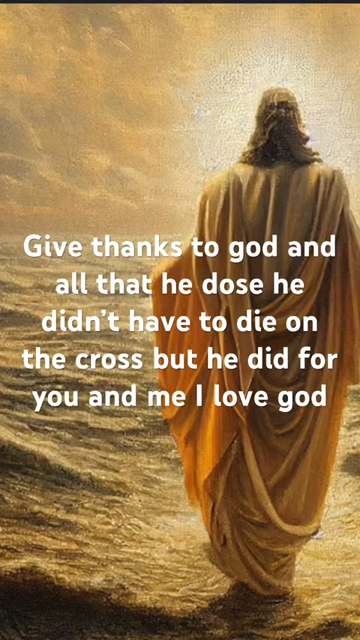 Give thanks to god and
all that he dose he
didn't have to die on
the cross but he did for
you and me I love god